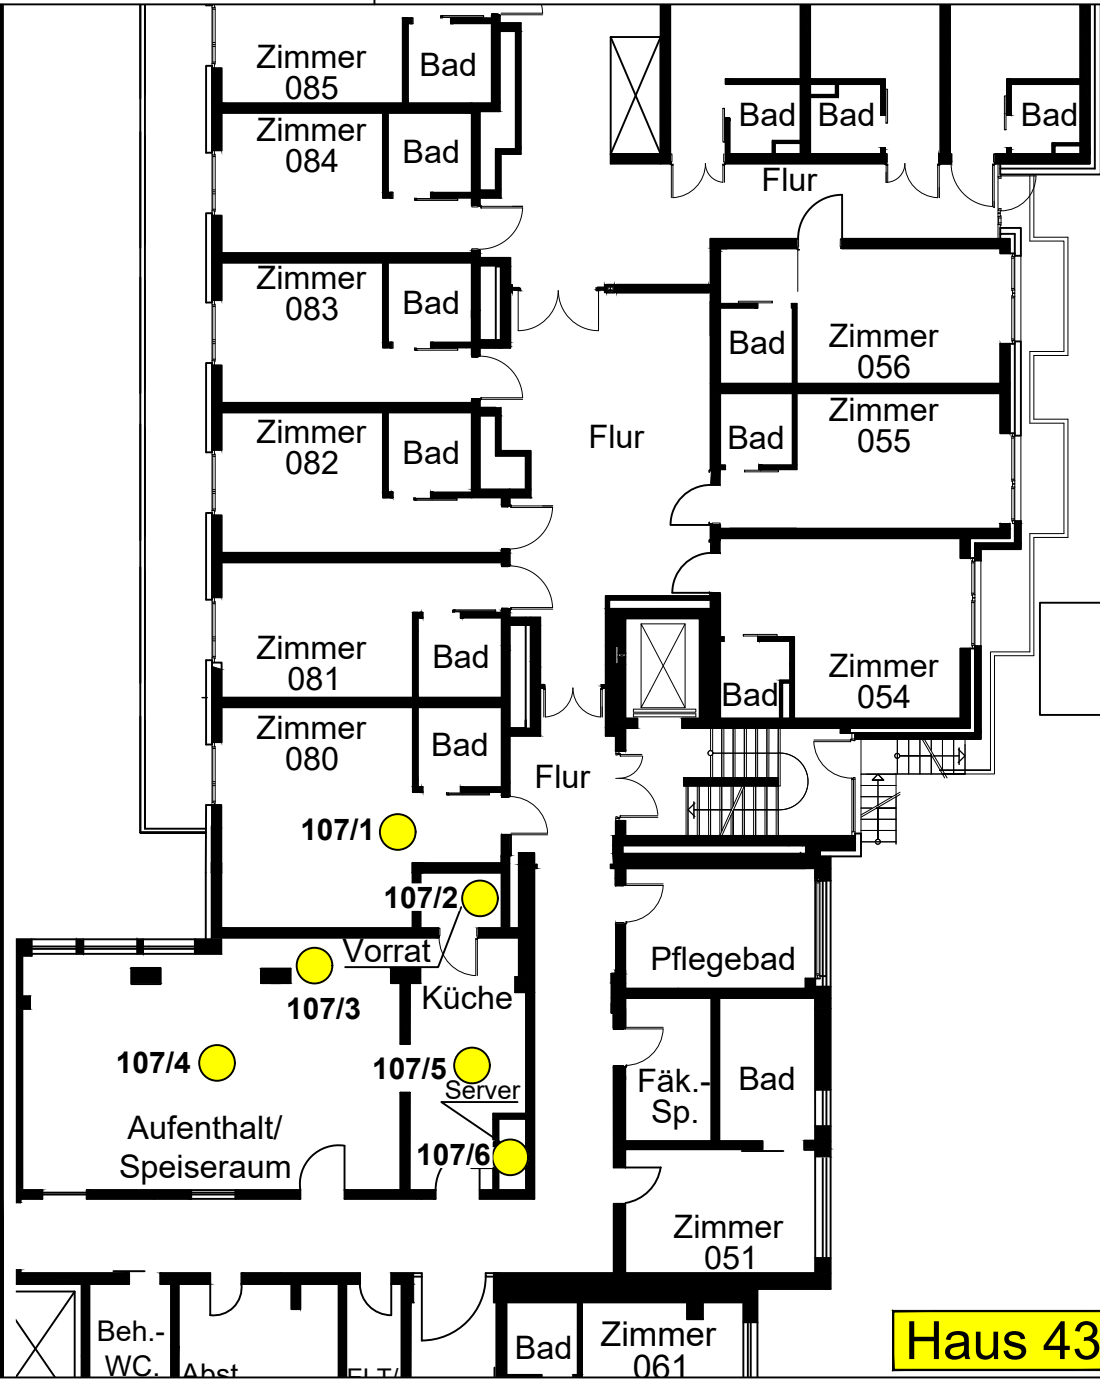 Zimmer
085
Bad
Zimmer
084
Bad
Bad
Bad
Bad
Flur
Zimmer
083
Bad
Bad
Zimmer
056
Zimmer
082
Bad
Flur
Bad
Zimmer
055
Zimmer
081
Bad
Bad
Zimmer
054
Zimmer
080
Bad
Flur
107/1
107/2
Vorrat
107/3
Küche
Pflegebad
107/4
107/5
Server
Fäk.-
Sp.
Bad
Aufenthalt/
Speiseraum
107/6
Zimmer
051
Beh.-
WC.
Abst
ELT/
Bad
Zimmer
061
Haus 43